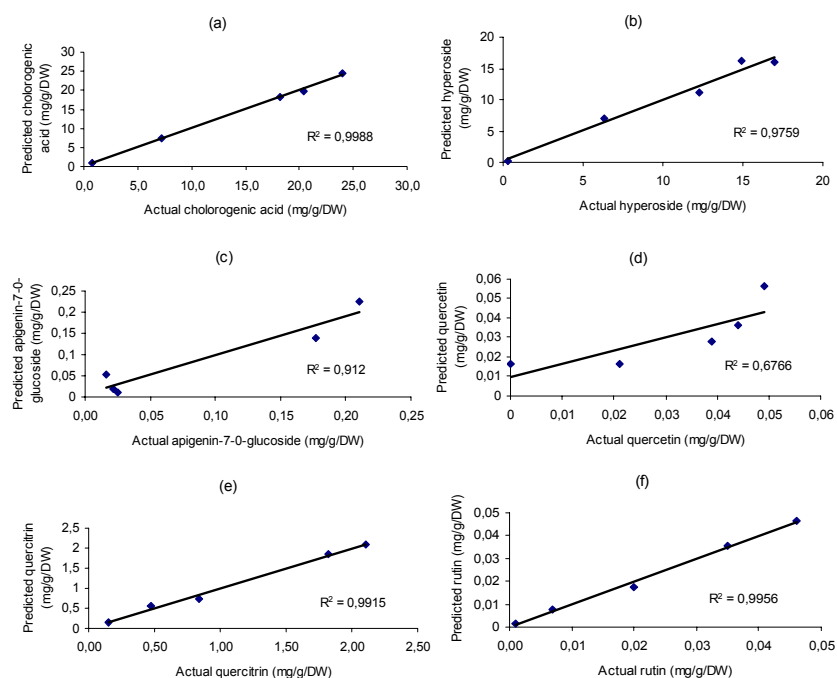 (a)
Predicted cholorogenic
acid (mg/g/DW)
30
25
20
15
10
5
0
0,0 5,0 10,0 15,0 20,0 25,0 30,0
R² = 0,9988
Actual cholorogenic acid (mg/g/DW)
(b)
Predicted hyperoside
(mg/g/DW)
20
15
10
5
0
0 5 10 15 20
R² = 0,9759
Actual hyperoside (mg/g/DW)
(c)
Predicted apigenin-7-0-
glucoside (mg/g/DW)
0,25
0,2
0,15
0,1
0,05
0
0,00 0,05 0,10 0,15 0,20 0,25
R² = 0,912
Actual apigenin-7-0-glucoside (mg/g/DW)
(d)
Predicted quercetin
(mg/g/DW)
0,06
0,05
0,04
0,03
0,02
0,01
0
0 0,01 0,02 0,03 0,04 0,05 0,06
R² = 0,6766
Actual quercetin (mg/g/DW)
(e)
Predicted quercitrin
(mg/g/DW)
2,5
2
1,5
1
0,5
0
0,00 0,50 1,00 1,50 2,00 2,50
R² = 0,9915
Actual quercitrin (mg/g/DW)
(f)
Predicted rutin (mg/g/DW)
0,05
0,04
0,03
0,02
0,01
0
0 0,01 0,02 0,03 0,04 0,05
R² = 0,9956
Actual rutin (mg/g/DW)